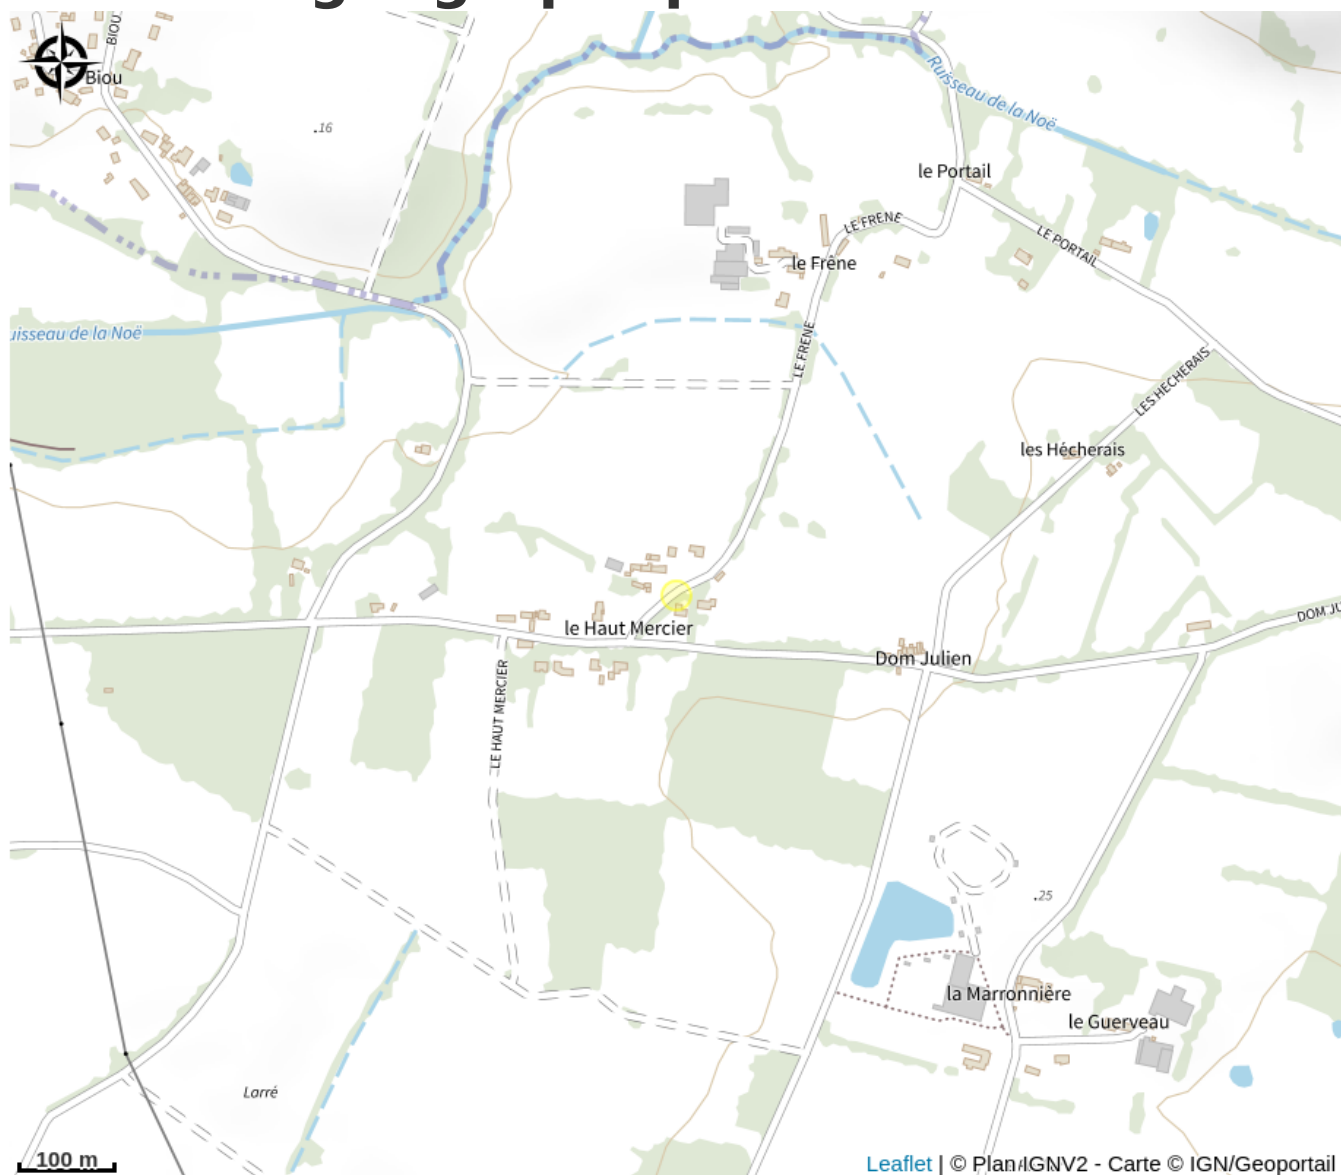 BIOU
Biou
.16
Ruisseau de la Noë
le Portail
LE FRENE
LE PORTAIL
le Frêne
uisseau de la Noë
LE FRENE
LES HECHERAIS
les Hécherais
le Haut Mercier
DOM JU
Dom Julien
LE HAUT MERCIER
.25
la Marronnière
le Guerveau
Larré
100 m
Leaflet | © Plan IGNV2 - Carte © IGN/Geoportail